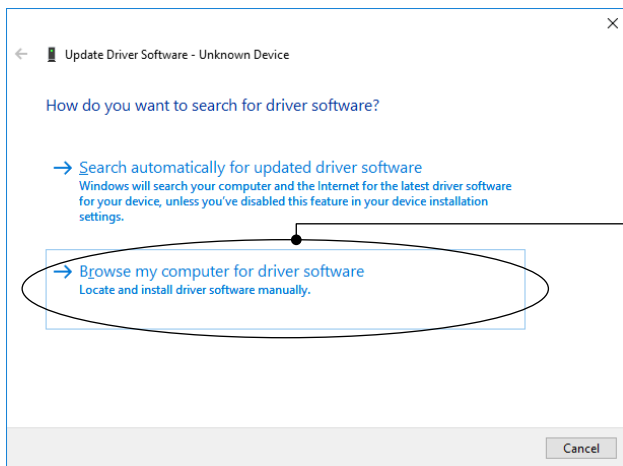 Update Driver Software - Unknown Device
How do you want to search for driver software?
Search automatically for updated driver software
Windows will search your computer and the Internet for the latest driver software
for your device, unless you've disabled this feature in your device installation
settings.
Browse my computer for driver software
Locate and install driver software manually.
Cancel